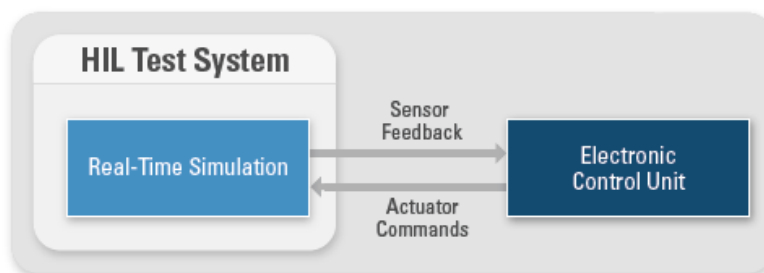 HIL Test System
Real-Time Simulation
Sensor
Feedback
Actuator
Commands
Electronic
Control Unit